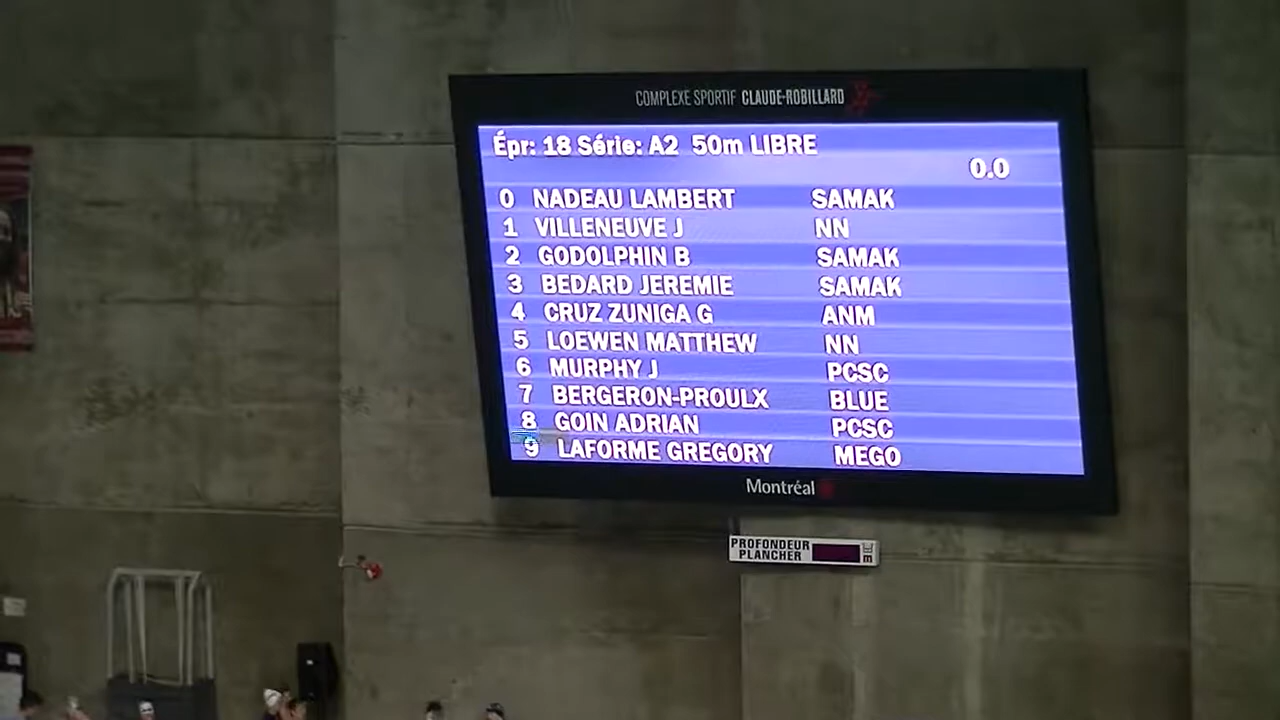 COMPLEXE SPORTIF CLAUDE-ROBILLARD
Épr: 18 Série: A2 50m LIBRE
0.0
0 NADEAU LAMBERT SAMAK
1 VILLENEUVE J NN
2 GODOLPHIN B SAMAK
3 BEDARD JEREMIE SAMAK
4 CRUZ ZUNIGA G ANM
5 LOEWEN MATTHEW NN
6 MURPHY J PCSC
7 BERGERON-PROULX BLUE
8 GOIN ADRIAN PCSC
9 LAFORME GREGORY MEGO
Montréal
PROFONDEUR
PLANCHER